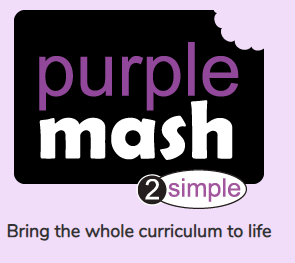 purple
mash
2simple
Bring the whole curriculum to life